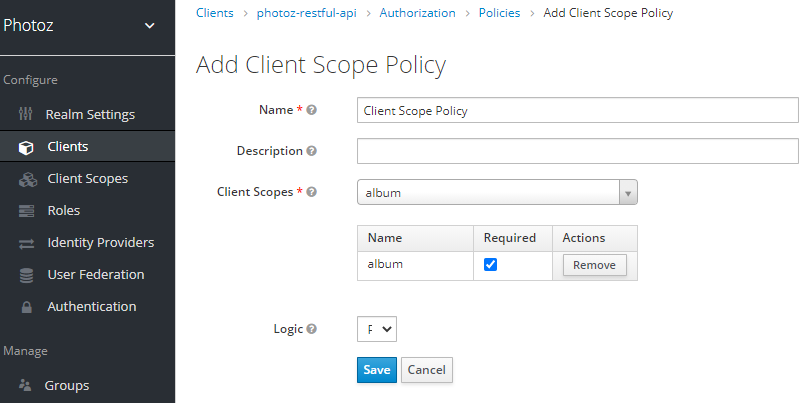 Photoz
Clients > photoz-restful-api > Authorization > Policies > Add Client Scope Policy
Configure
Realm Settings
Clients
Client Scopes
Roles
Identity Providers
User Federation
Authentication
Manage
Groups
Add Client Scope Policy
Name * Client Scope Policy
Description
Client Scopes * album
Name Required Actions
album Remove
Logic
Save Cancel